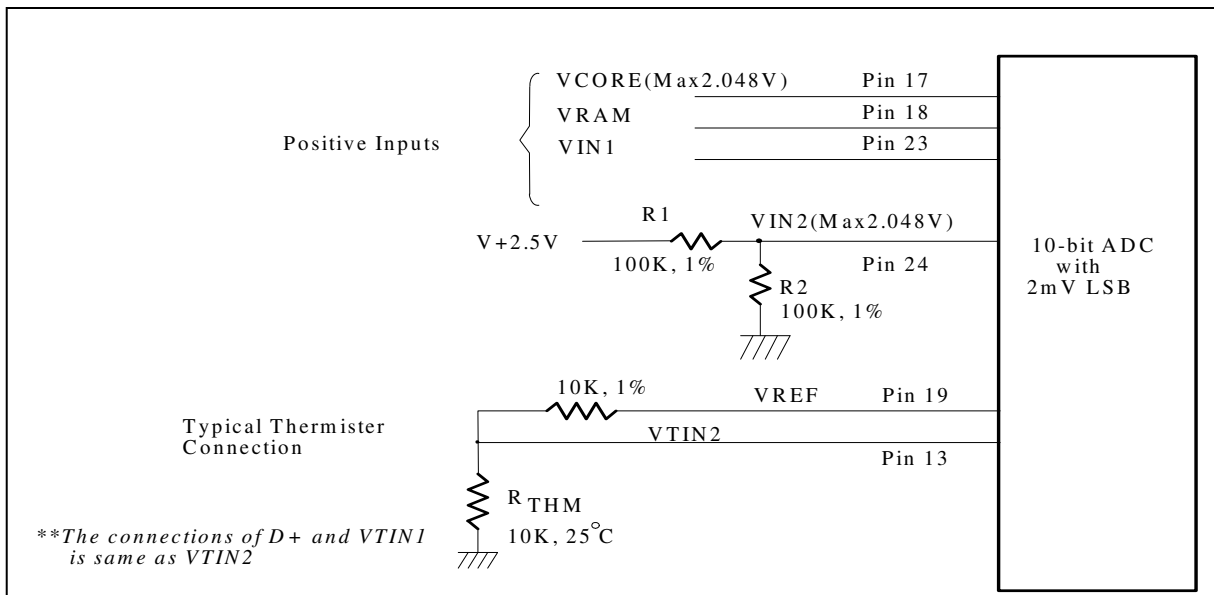 VCORE(Max2.048V)
Pin 17
VRAM
Pin 18
Positive Inputs
VIN1
Pin 23
R1
VIN2(Max2.048V)
V+2.5V
100K, 1%
Pin 24
R2
100K, 1%
10-bit ADC
with
2mV LSB
10K, 1%
VREF
Pin 19
Typical Thermister
Connection
VTIN2
Pin 13
R THM
10K, 25°C
**The connections of D+ and VTIN1
is same as VTIN2